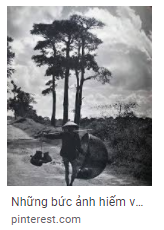 Những bức ảnh hiếm v...
pinterest.com